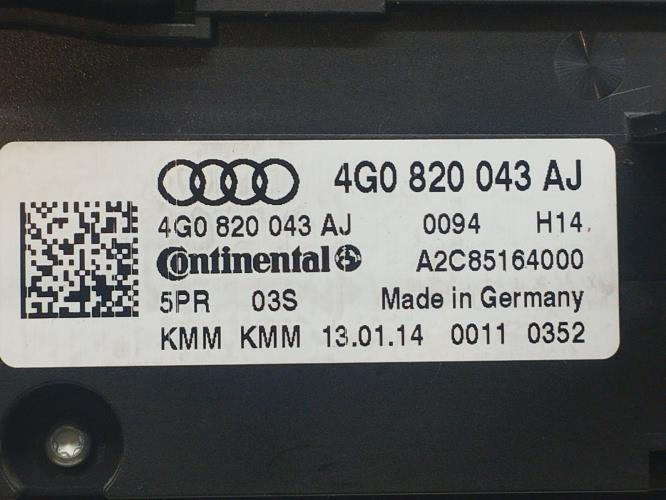 4G0 820 043 AJ
4G0 820 043 AJ 0094 H14
Continental A2C85164000
5PR 03S Made in Germany
KMM KMM 13.01.14 0011 0352